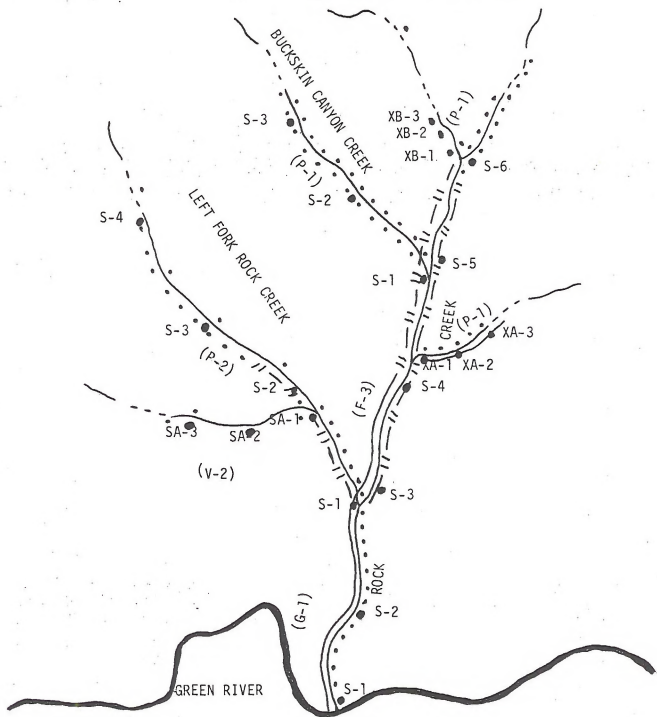 BUCKSKIN CANYON CREEK
XB-3
(P-1)
XB-2
XB-1
S-3
S-6
(P-1)
S-2
LEFT FORK ROCK CREEK
S-4
S-5
S-1
CREEK
(P-1)
XA-3
S-3
(P-2)
XA-1
XA-2
S-2
S-4
(F-3)
SA-1
SA-3
SA-2
(V-2)
S-1
S-3
ROCK
(G-1)
S-2
GREEN RIVER
S-1